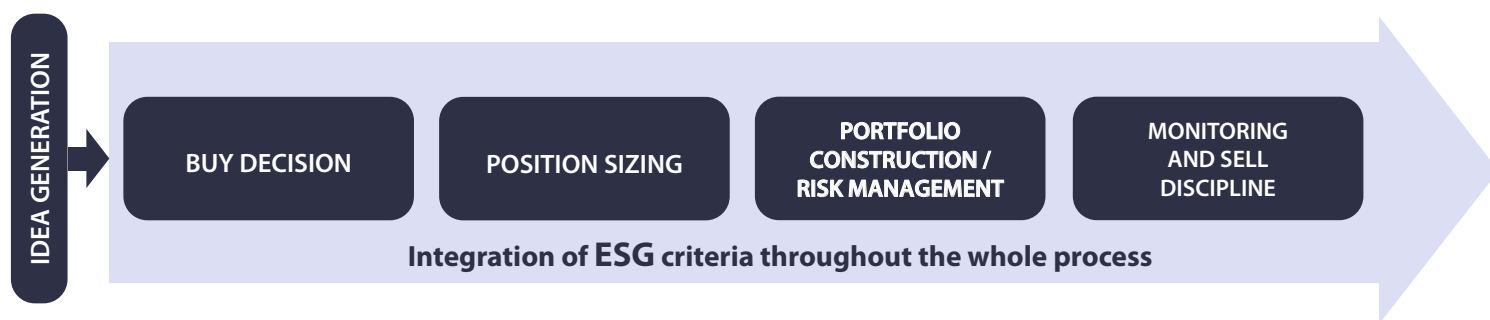 IDEA GENERATION
BUY DECISION
POSITION SIZING
PORTFOLIO
CONSTRUCTION /
RISK MANAGEMENT
MONITORING
AND SELL
DISCIPLINE
Integration of ESG criteria throughout the whole process